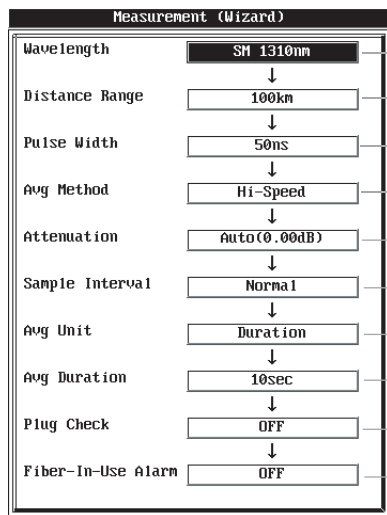 Measurement (Wizard)
Wavelength SM 1310nm
↓
Distance Range 100km
↓
Pulse Width 50ns
↓
Avg Method Hi-Speed
↓
Attenuation Auto(0.00dB)
↓
Sample Interval Normal
↓
Avg Unit Duration
↓
Avg Duration 10sec
↓
Plug Check OFF
↓
Fiber-In-Use Alarm OFF